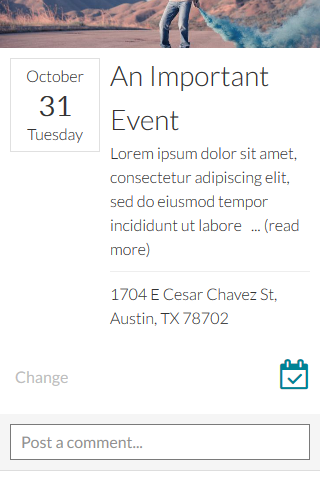 October
31
Tuesday
An Important
Event
Lorem ipsum dolor sit amet,
consectetur adipiscing elit,
sed do eiusmod tempor
incididunt ut labore ... (read
more)
1704 E Cesar Chavez St,
Austin, TX 78702
Change
Post a comment...